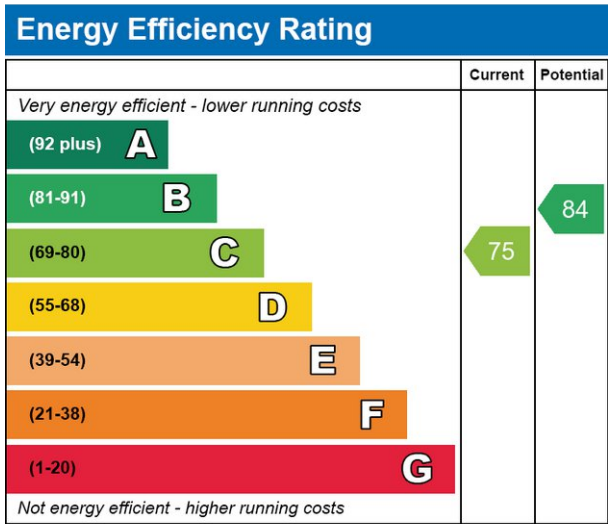 Energy Efficiency Rating
Current Potential
Very energy efficient - lower running costs
(92 plus) A
(81-91) B
84
(69-80) C
75
(55-68) D
(39-54) E
(21-38) F
(1-20) G
Not energy efficient - higher running costs